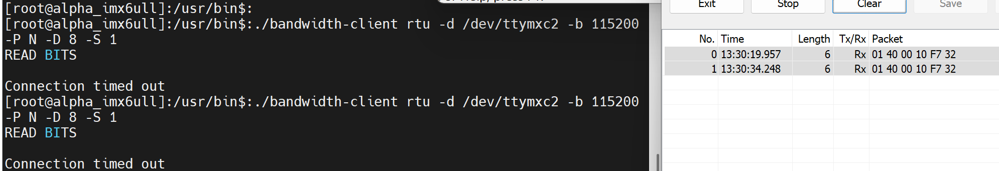 [root@alpha_imx6ull]:/usr/bin$:
[root@alpha_imx6ull]:/usr/bin$:./bandwidth-client rtu -d /dev/ttymxc2 -b 115200
-P N -D 8 -S 1
READ BITS
Connection timed out
[root@alpha_imx6ull]:/usr/bin$:./bandwidth-client rtu -d /dev/ttymxc2 -b 115200
-P N -D 8 -S 1
READ BITS
Connection timed out
Exit Stop Clear Save
No. Time Length Tx/Rx Packet
0 13:30:19.957 6 Rx 01 40 00 10 F7 32
1 13:30:34.248 6 Rx 01 40 00 10 F7 32